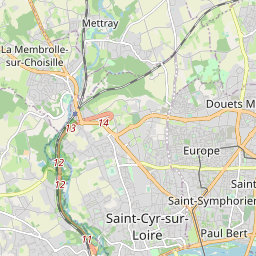 Mettray
La Membrolle-
sur-Choisille
Douets M
14
13
Europe
12
12
Saint
Saint-Symphorien
Saint-Cyr-sur-
Loire
Paul Bert
11